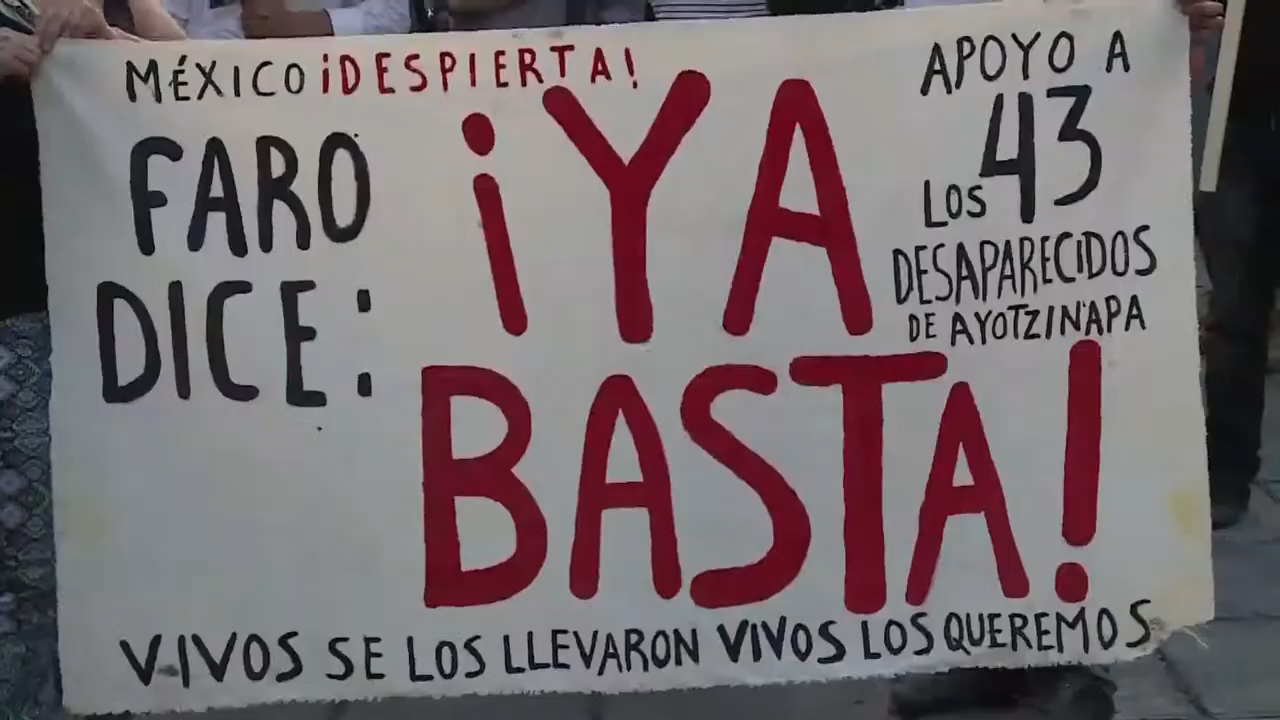 MÉXICO ¡DESPIERTA!
FARO
DICE:
¡YA
BASTA!
APOYO A
LOS 43
DESAPARECIDOS
DE AYOTZINAPA
VIVOS SE LOS LLEVARON VIVOS LOS QUEREMOS